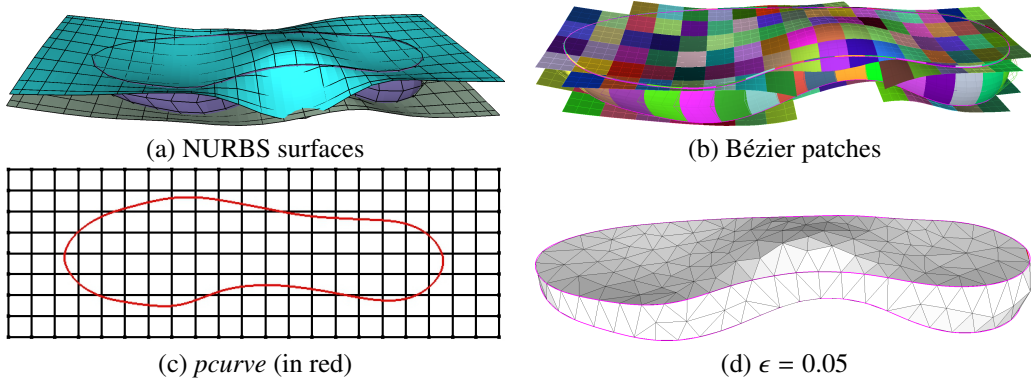 (a) NURBS surfaces
(b) Bézier patches
(c) pcurve (in red)
(d) ϵ = 0.05